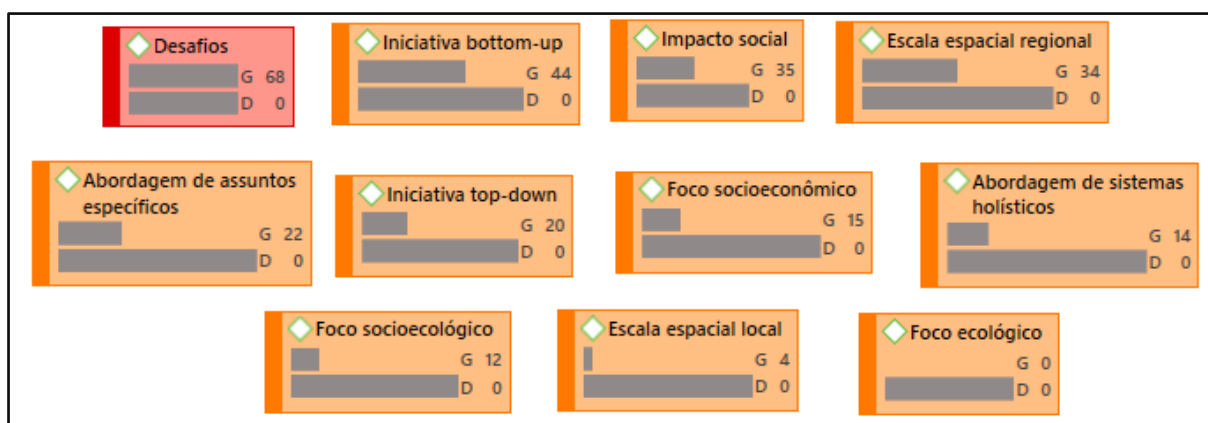 Desafios
G 68
D 0
Iniciativa bottom-up
G 44
D 0
Impacto social
G 35
D 0
Escala espacial regional
G 34
D 0
Abordagem de assuntos
específicos
G 22
D 0
Iniciativa top-down
G 20
D 0
Foco socioeconômico
G 15
D 0
Abordagem de sistemas
holísticos
G 14
D 0
Foco socioecológico
G 12
D 0
Escala espacial local
G 4
D 0
Foco ecológico
G 0
D 0